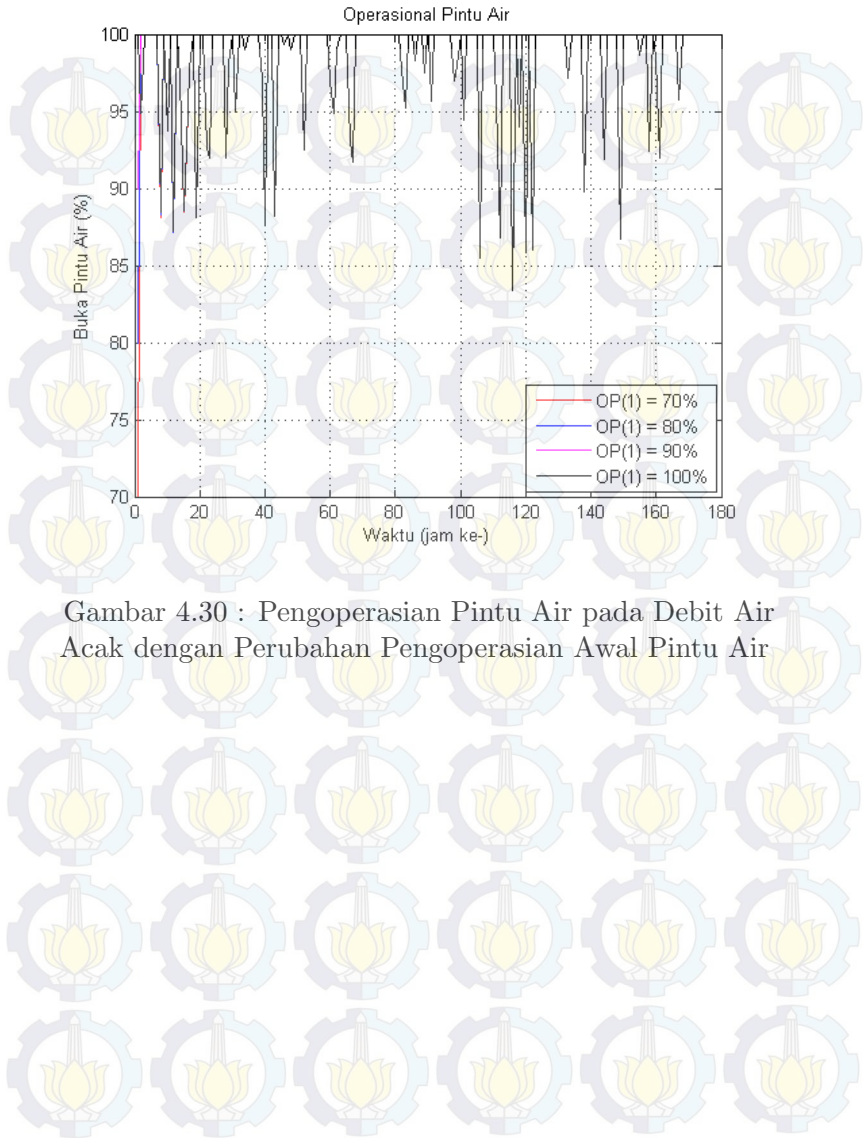 Operasional Pintu Air
100
95
90
85
80
75
70
Buka Pintu Air (%)
0 20 40 60 80 100 120 140 160 180
Waktu (jam ke-)
OP(1) = 70%
OP(1) = 80%
OP(1) = 90%
OP(1) = 100%
Gambar 4.30 : Pengoperasian Pintu Air pada Debit Air
Acak dengan Perubahan Pengoperasian Awal Pintu Air